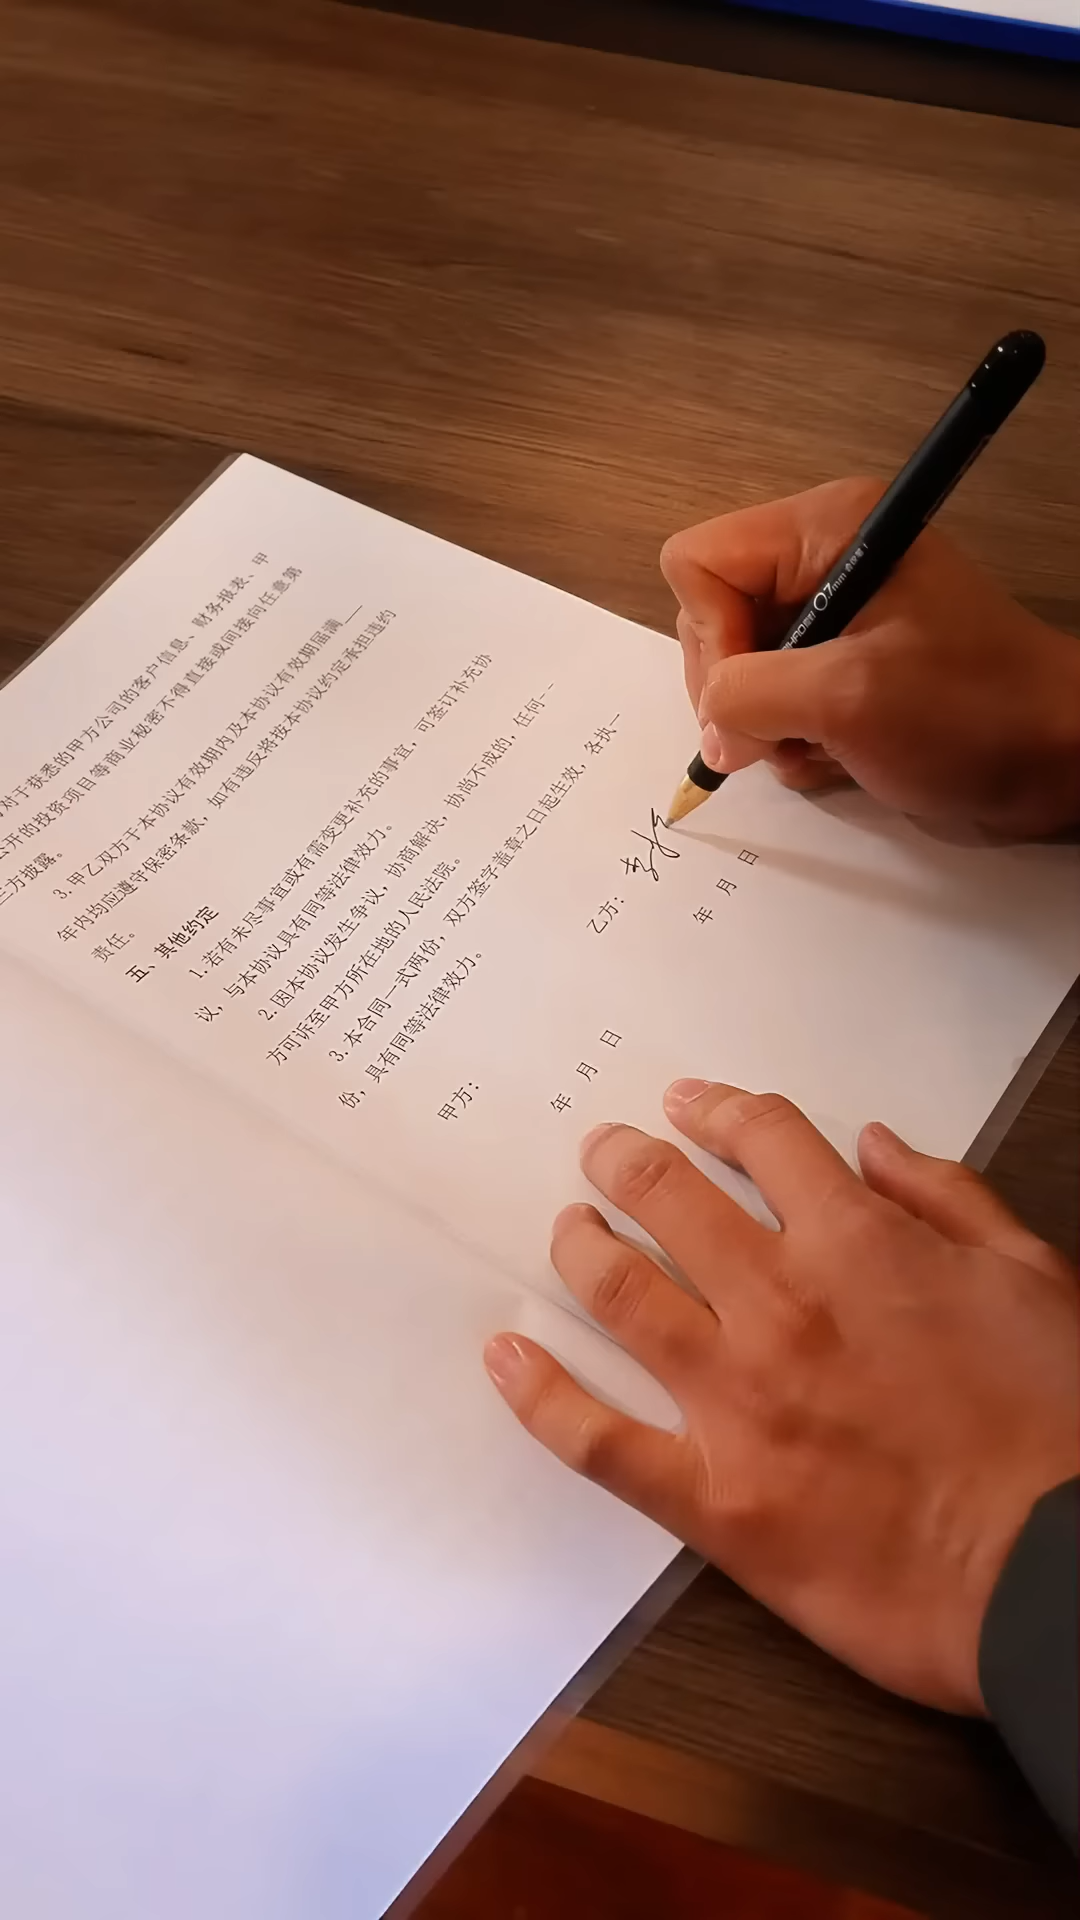 对于获悉的甲方公司的客户信息、财务报表、甲
公开的投资项目等商业秘密不得直接或间接向任意第
三方披露。
3. 甲乙双方于本协议有效期内及本协议有效期届满__
年内均应遵守保密条款，如有违反将按本协议约定承担违约
责任。
五、其他约定
1. 若有未尽事宜或有需变更补充的事宜，可签订补充协
议，与本协议具有同等法律效力。
2. 因本协议发生争议，协商解决，协尚不成的，任何一
方可诉至甲方所在地的人民法院。
3. 本合同一式两份，双方签字盖章之日起生效，各执一
份，具有同等法律效力。
甲方： 乙方：李
年 月 日 年 月 日
0.7mm